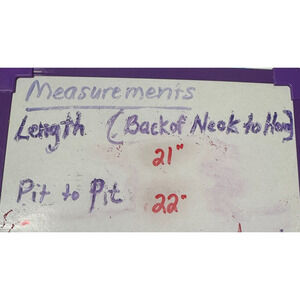 Measurements
Length (Back of Neck to Hem)
21"
Pit to Pit
22"